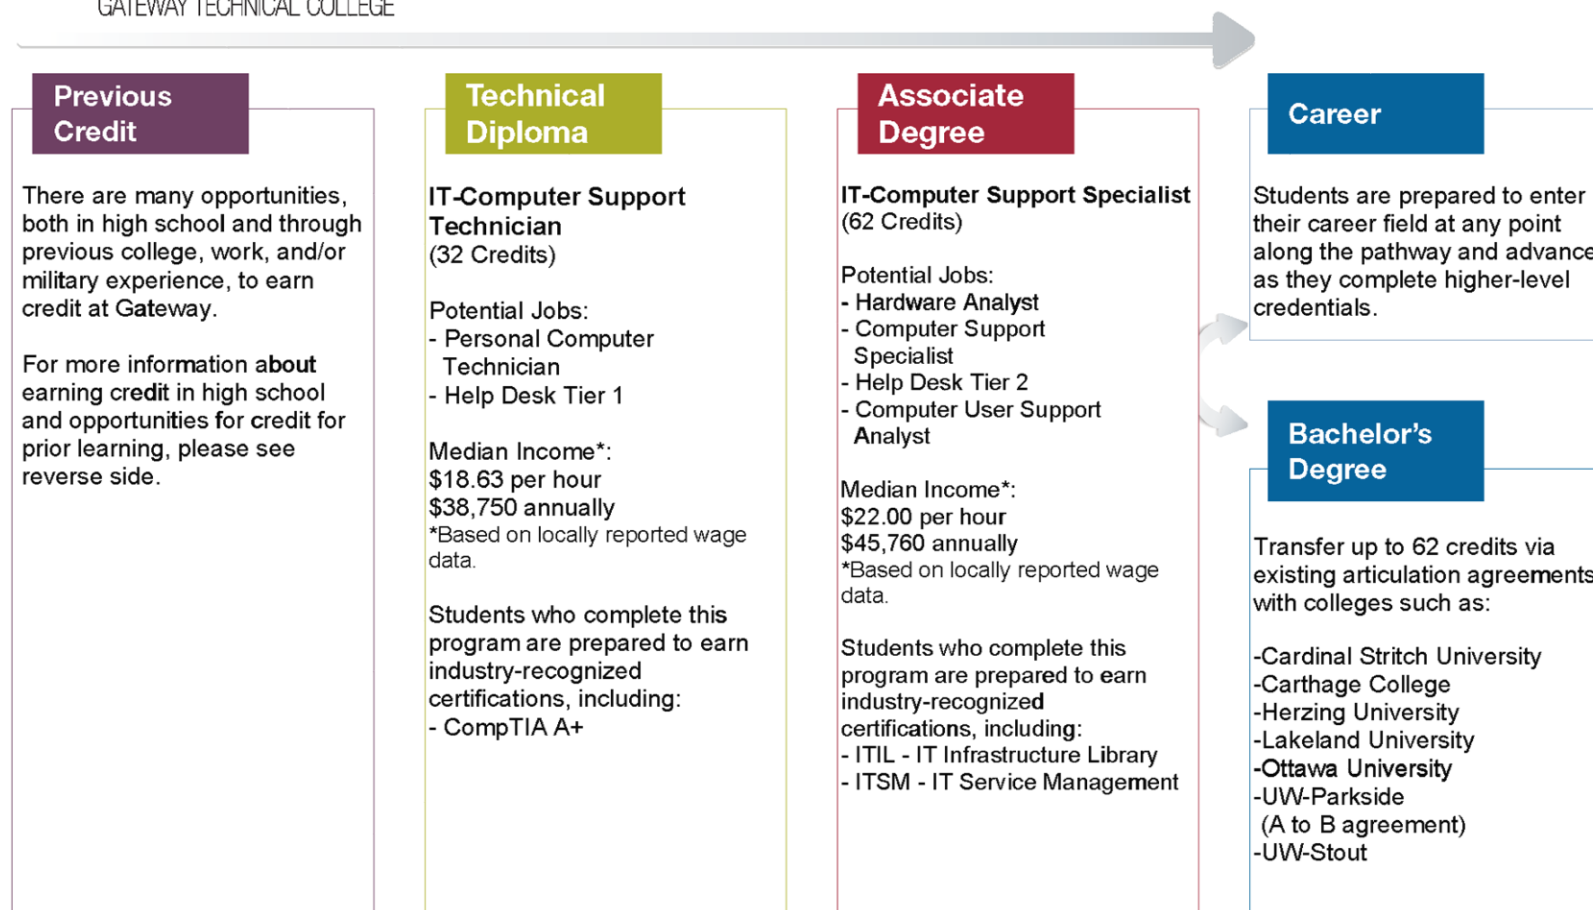 GATEWAY TECHNICAL COLLEGE
Previous
Credit
There are many opportunities,
both in high school and through
previous college, work, and/or
military experience, to earn
credit at Gateway.
For more information about
earning credit in high school
and opportunities for credit for
prior learning, please see
reverse side.
Technical
Diploma
IT-Computer Support
Technician
(32 Credits)
Potential Jobs:
- Personal Computer
Technician
- Help Desk Tier 1
Median Income*:
$18.63 per hour
$38,750 annually
*Based on locally reported wage
data.
Students who complete this
program are prepared to earn
industry-recognized
certifications, including:
- CompTIA A+
Associate
Degree
IT-Computer Support Specialist
(62 Credits)
Potential Jobs:
- Hardware Analyst
- Computer Support
Specialist
- Help Desk Tier 2
- Computer User Support
Analyst
Median Income*:
$22.00 per hour
$45,760 annually
*Based on locally reported wage
data.
Students who complete this
program are prepared to earn
industry-recognized
certifications, including:
- ITIL - IT Infrastructure Library
- ITSM - IT Service Management
Career
Students are prepared to enter
their career field at any point
along the pathway and advance
as they complete higher-level
credentials.
Bachelor's
Degree
Transfer up to 62 credits via
existing articulation agreements
with colleges such as:
-Cardinal Stritch University
-Carthage College
-Herzing University
-Lakeland University
-Ottawa University
-UW-Parkside
(A to B agreement)
-UW-Stout